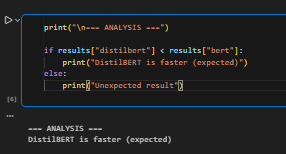 print("\n=== ANALYSIS ===")
if results["distilbert"] < results["bert"]:
    print("DistilBERT is faster (expected)")
else:
    print("Unexpected result")
[8]
...
=== ANALYSIS ===
DistilBERT is faster (expected)